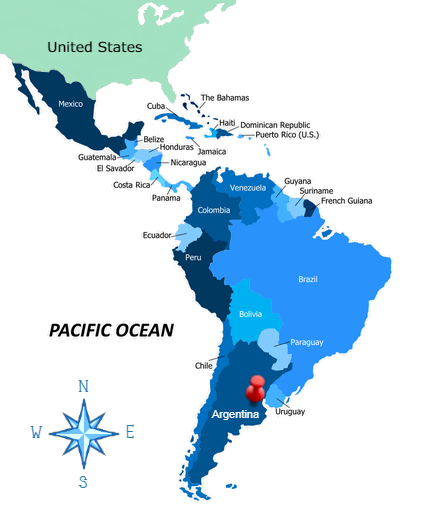 United States
Mexico
Cuba
The Bahamas
Haiti
Dominican Republic
Puerto Rico (U.S.)
Jamaica
Belize
Honduras
Guatemala
El Savador
Nicaragua
Costa Rica
Panama
Venezuela
Guyana
Suriname
French Guiana
Colombia
Ecuador
Peru
Brazil
Bolivia
PACIFIC OCEAN
Paraguay
Chile
Argentina
Uruguay
N
W
E
S